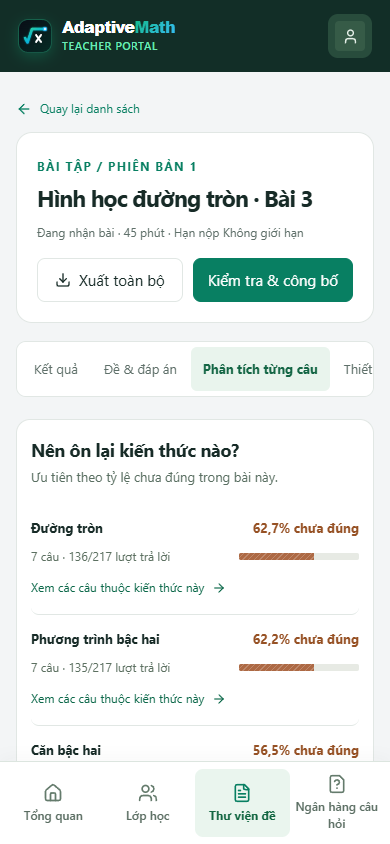 AdaptiveMath
TEACHER PORTAL
Quay lại danh sách
BÀI TẬP / PHIÊN BẢN 1
Hình học đường tròn · Bài 3
Đang nhận bài · 45 phút · Hạn nộp Không giới hạn
Xuất toàn bộ
Kiểm tra & công bố
Kết quả
Đề & đáp án
Phân tích từng câu
Thiết
Nên ôn lại kiến thức nào?
Ưu tiên theo tỷ lệ chưa đúng trong bài này.
Đường tròn
62,7% chưa đúng
7 câu · 136/217 lượt trả lời
Xem các câu thuộc kiến thức này
Phương trình bậc hai
62,2% chưa đúng
7 câu · 135/217 lượt trả lời
Xem các câu thuộc kiến thức này
Căn bậc hai
56,5% chưa đúng
Tổng quan
Lớp học
Thư viện đề
Ngân hàng câu
hỏi